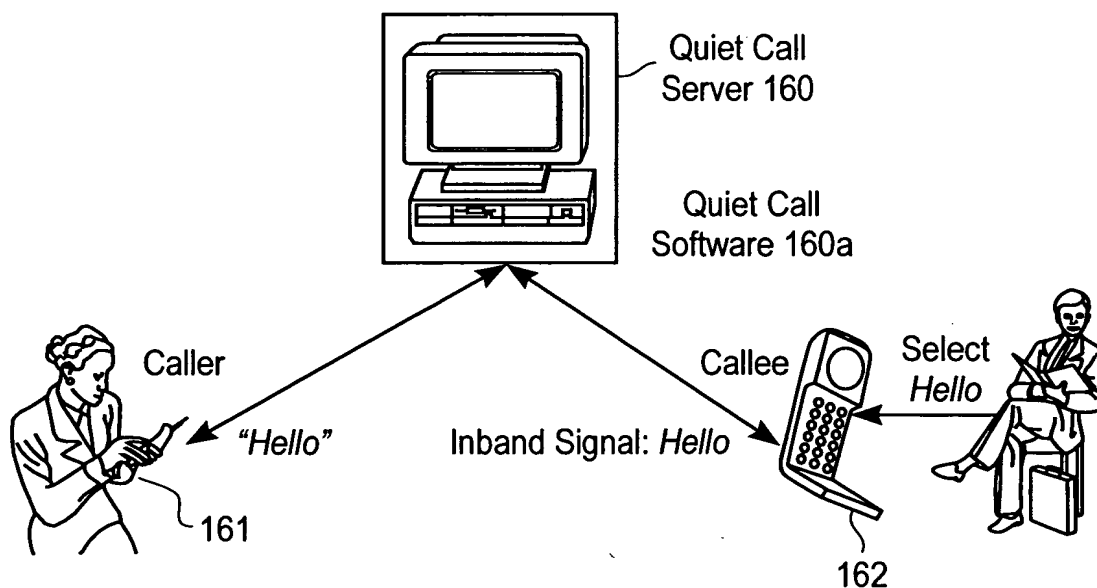 Quiet Call
Server 160
Quiet Call
Software 160a
Caller
Callee
Select
Hello
"Hello"
Inband Signal: Hello
161
162